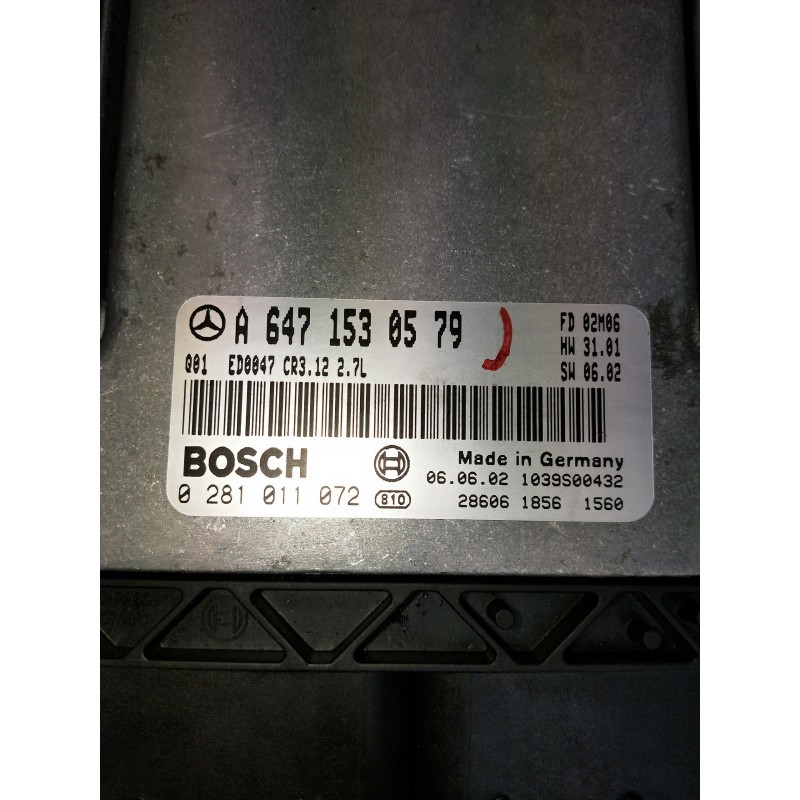 A 647 153 05 79
FD 02M06
HW 31.01
SW 06.02
Q01 ED0047 CR3.12 2.7L
BOSCH
Made in Germany
06.06.02 1039S00432
0 281 011 072 810
28606 1856 1560